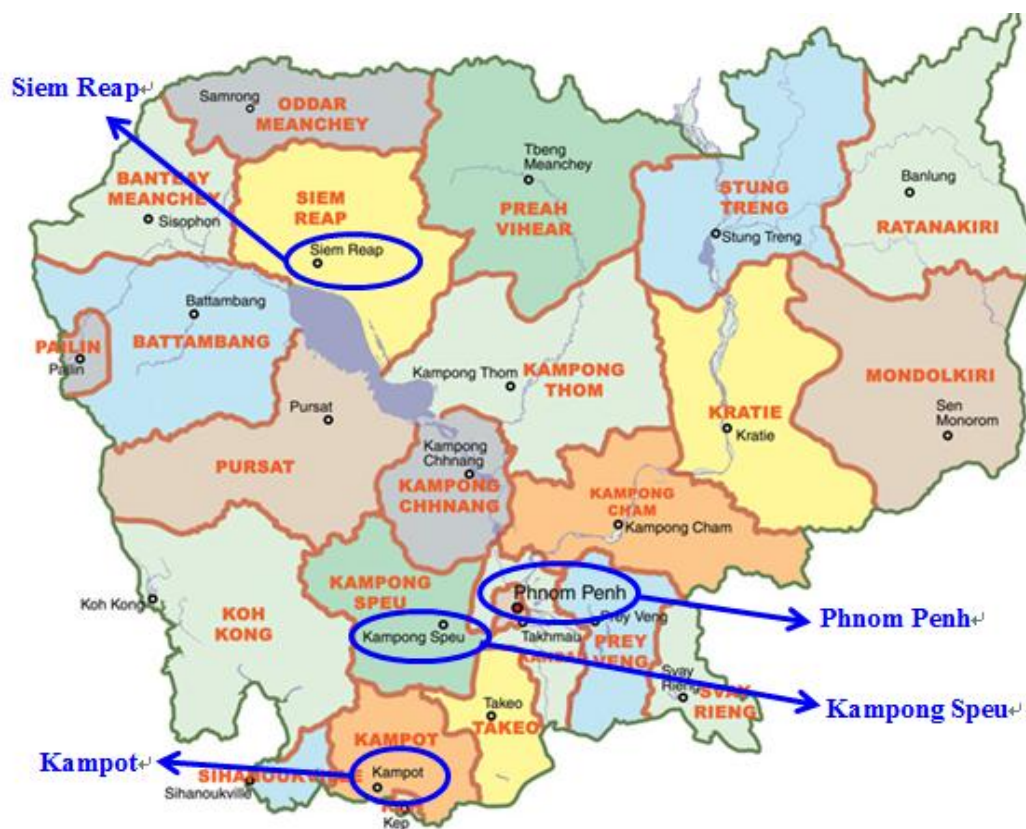 Siem Reap
Samrong
ODDAR
MEANCHEY
Tbeng
Meanchey
BANTEAY
MEANCHEY
SIEM
REAP
STUNG
TRENG
Banlung
PREAH
VIHEAR
Sisophon
RATANAKIRI
Stung Treng
Siem Reap
Battambang
BATTAMBANG
PAILIN
Pailin
Kampong Thom
KAMPONG
THOM
MONDOLKIRI
Pursat
KRATIE
Sen
Monorom
Kratie
Kampong
Chhnang
PURSAT
KAMPONG
CHHNANG
KAMPONG
CHAM
Kampong Cham
KAMPONG
SPEU
Phnom Penh
Koh Kong
KOH
KONG
Prey Veng
Phnom Penh
Kampong Speu
Takhmau
KANDAL
PREY
VENG
Svay
Rieng
SVAY
RIENG
Takeo
TAKEO
Kampong Speu
KAMPOT
Kampot
SIHANOUKVILLE
Kampot
Sihanoukville
KEP
Kep